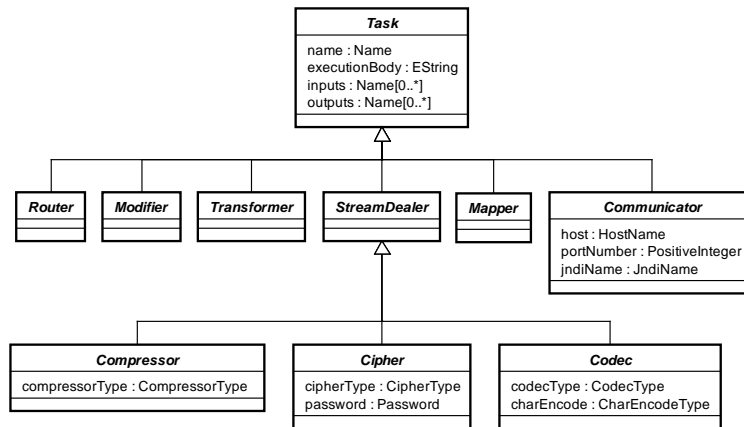 Task
name : Name
executionBody : EString
inputs : Name[0..*]
outputs : Name[0..*]
Router
Modifier
Transformer
StreamDealer
Mapper
Communicator
host : HostName
portNumber : PositiveInteger
jndiName : JndiName
Compressor
compressorType : CompressorType
Cipher
cipherType : CipherType
password : Password
Codec
codecType : CodecType
charEncode : CharEncodeType